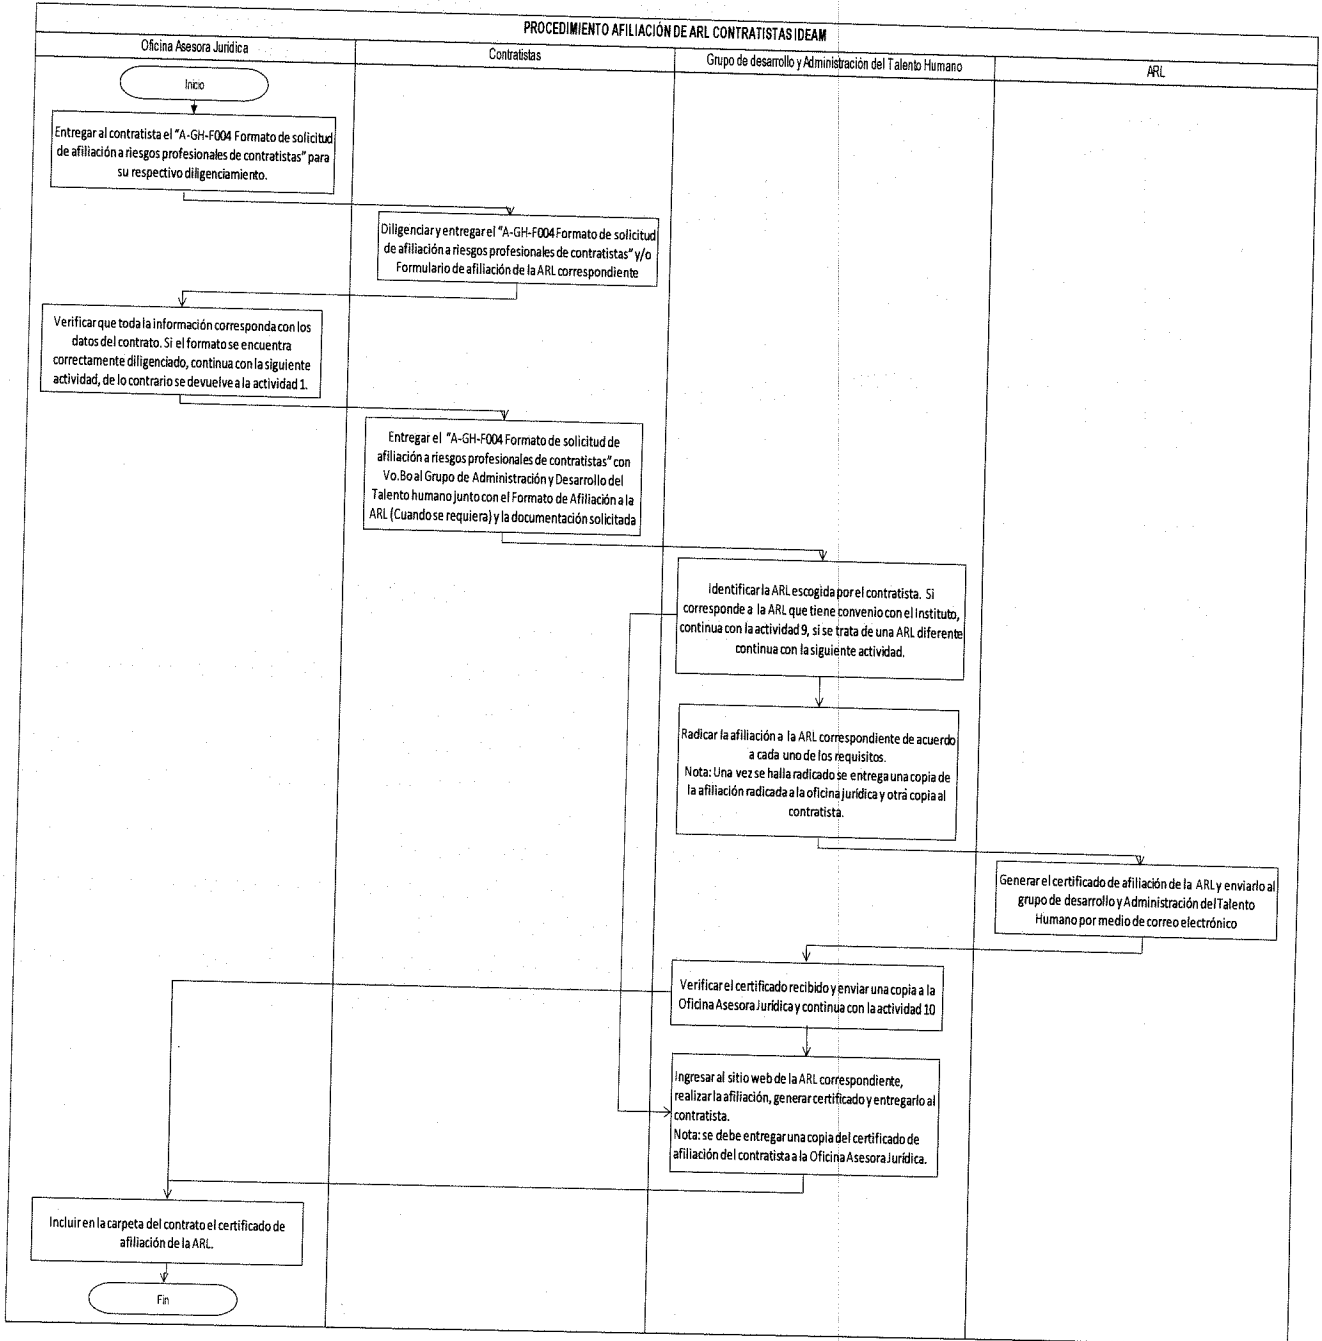 PROCEDIMIENTO AFILIACIÓN DE ARL CONTRATISTAS IDEAM
Oficina Asesora Juridica
Contratistas
Grupo de desarrollo y Administración del Talento Humano
ARL
Inicio
Entregar al contratista el "A-GH-F004 Formato de solicitud
de afiliación a riesgos profesionales de contratistas" para
su respectivo diligenciamiento.
Diligenciar y entregar el "A-GH-F004 Formato de solicitud
de afiliación a riesgos profesionales de contratistas" y/o
Formulario de afiliación de la ARL correspondiente
Verificar que toda la información corresponda con los
datos del contrato. Si el formato se encuentra
correctamente diligenciado, continua con la siguiente
actividad, de lo contrario se devuelve a la actividad 1.
Entregar el "A-GH-F004 Formato de solicitud de
afiliación a riesgos profesionales de contratistas" con
Vo.Bo al Grupo de Administración y Desarrollo del
Talento humano junto con el Formato de Afiliación a la
ARL (Cuando se requiera) y la documentación solicitada
Identificar la ARL escogida por el contratista. Si
corresponde a la ARL que tiene convenio con el Instituto,
continua con la actividad 9, si se trata de una ARL diferente
continua con la siguiente actividad.
Radicar la afiliación a la ARL correspondiente de acuerdo
a cada uno de los requisitos.
Nota: Una vez se halla radicado se entrega una copia de
la afiliación radicada a la oficina jurídica y otra copia al
contratista.
Generar el certificado de afiliación de la ARL y enviarlo al
grupo de desarrollo y Administración del Talento
Humano por medio de correo electrónico
Verificar el certificado recibido y enviar una copia a la
Oficina Asesora Jurídica y continua con la actividad 10
Ingresar al sitio web de la ARL correspondiente,
realizar la afiliación, generar certificado y entregarlo al
contratista.
Nota: se debe entregar una copia del certificado de
afiliación del contratista a la Oficina Asesora Jurídica.
Incluir en la carpeta del contrato el certificado de
afiliación de la ARL.
Fin